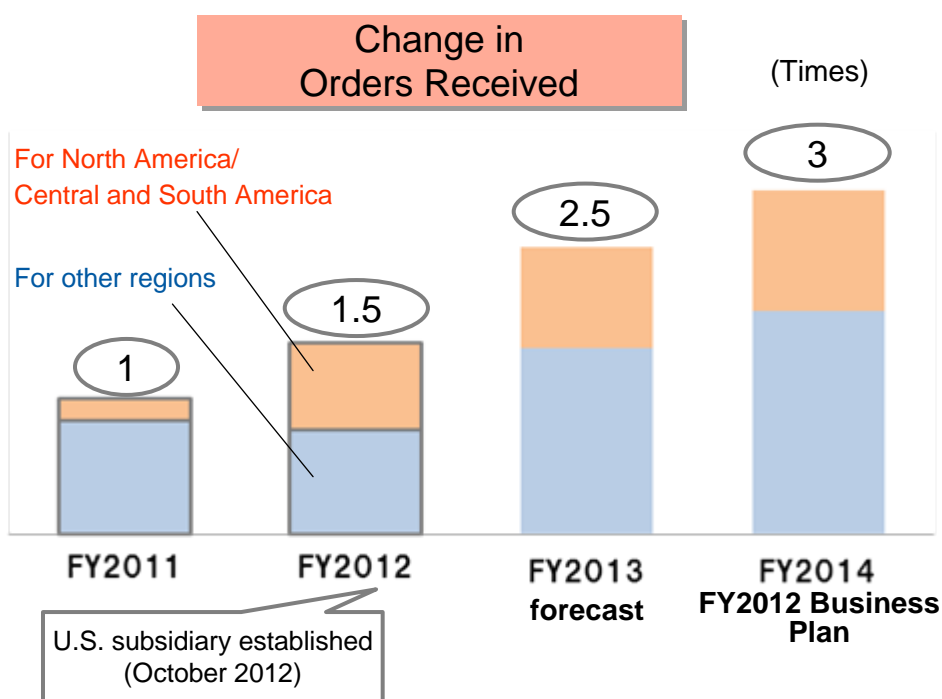 Change in
Orders Received
(Times)
For North America/
Central and South America
For other regions
1
1.5
2.5
3
FY2011
FY2012
FY2013
forecast
FY2014
FY2012 Business
Plan
U.S. subsidiary established
(October 2012)